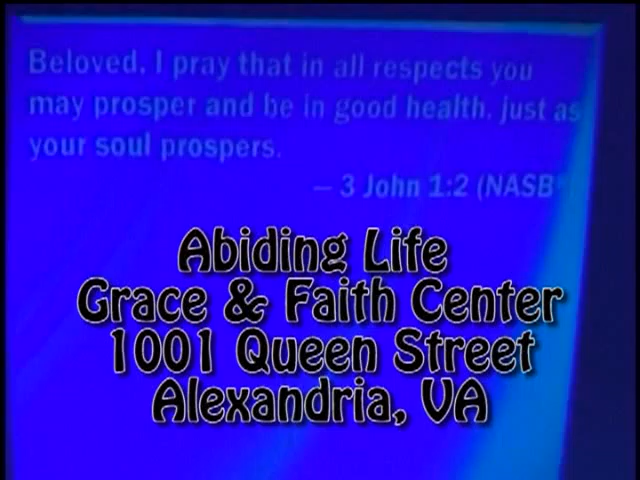 Beloved, I pray that in all respects you
may prosper and be in good health, just as
your soul prospers.
– 3 John 1:2 (NASB)
Abiding Life
Grace & Faith Center
1001 Queen Street
Alexandria, VA